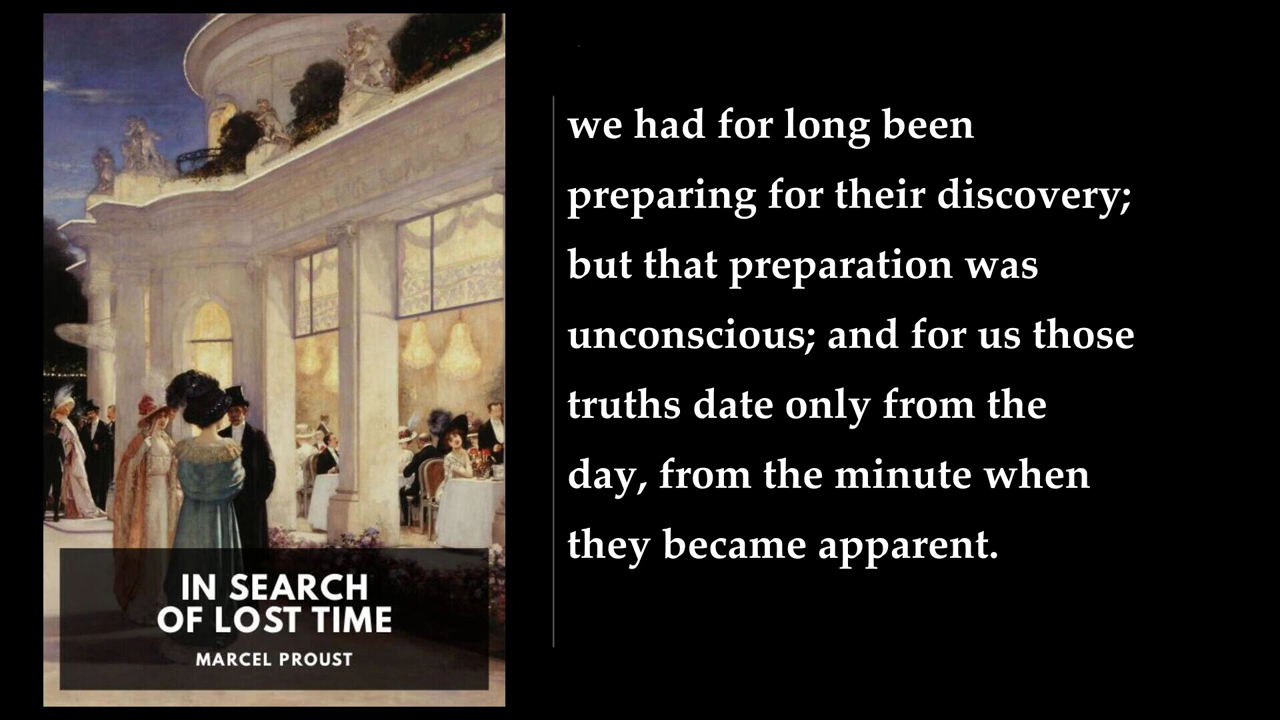 IN SEARCH
OF LOST TIME
MARCEL PROUST
we had for long been
preparing for their discovery;
but that preparation was
unconscious; and for us those
truths date only from the
day, from the minute when
they became apparent.